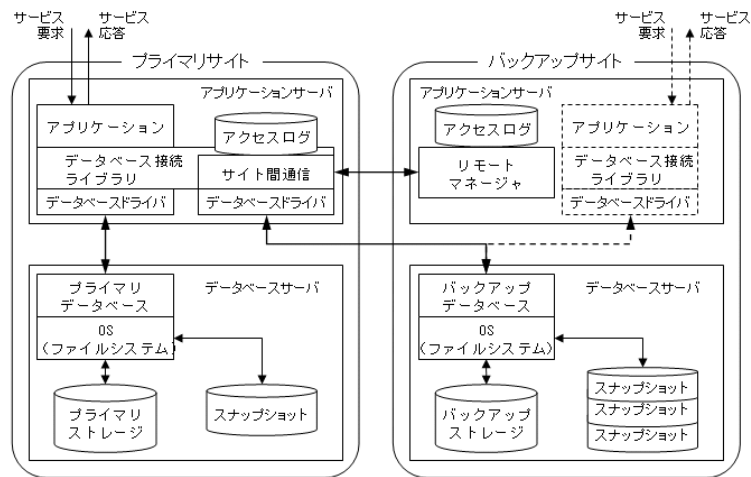 サービス
要求
サービス
応答
プライマリサイト
アプリケーションサーバ
アプリケーション
アクセスログ
データベース接続
ライブラリ
サイト間通信
データベースドライバ
データベースドライバ
プライマリ
データベース
データベースサーバ
OS
(ファイルシステム)
プライマリ
ストレージ
スナップショット
サービス
要求
サービス
応答
バックアップサイト
アプリケーションサーバ
アクセスログ
リモート
マネージャ
アプリケーション
データベース接続
ライブラリ
データベースドライバ
バックアップ
データベース
データベースサーバ
OS
(ファイルシステム)
バックアップ
ストレージ
スナップショット
スナップショット
スナップショット